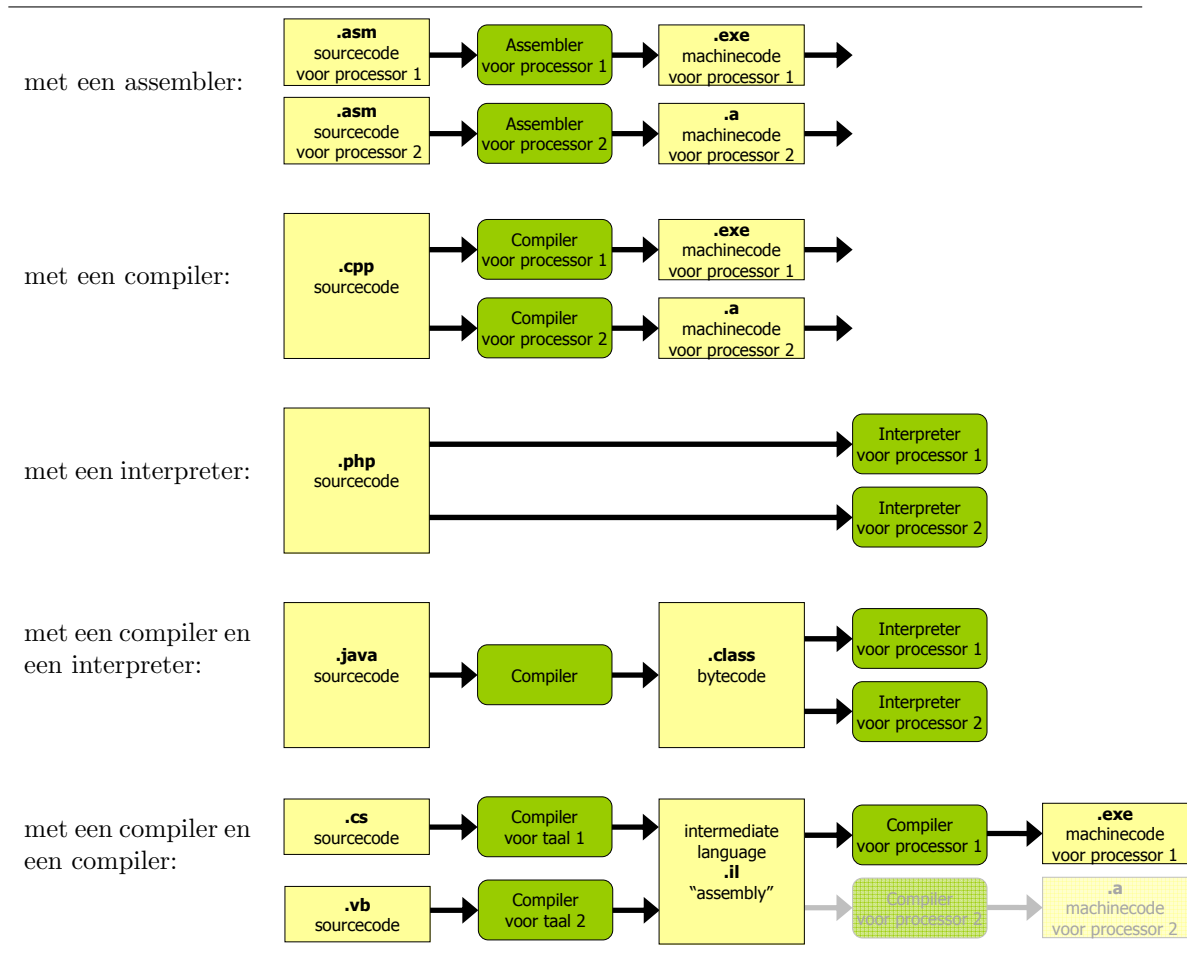 met een assembler:
.asm
sourcecode
voor processor 1
Assembler
voor processor 1
.exe
machinecode
voor processor 1
.asm
sourcecode
voor processor 2
Assembler
voor processor 2
.a
machinecode
voor processor 2
met een compiler:
.cpp
sourcecode
Compiler
voor processor 1
.exe
machinecode
voor processor 1
Compiler
voor processor 2
.a
machinecode
voor processor 2
met een interpreter:
.php
sourcecode
Interpreter
voor processor 1
Interpreter
voor processor 2
met een compiler en
een interpreter:
.java
sourcecode
Compiler
.class
bytecode
Interpreter
voor processor 1
Interpreter
voor processor 2
met een compiler en
een compiler:
.cs
sourcecode
Compiler
voor taal 1
.vb
sourcecode
Compiler
voor taal 2
intermediate
language
.il
“assembly”
Compiler
voor processor 1
.exe
machinecode
voor processor 1
Compiler
voor processor 2
.a
machinecode
voor processor 2